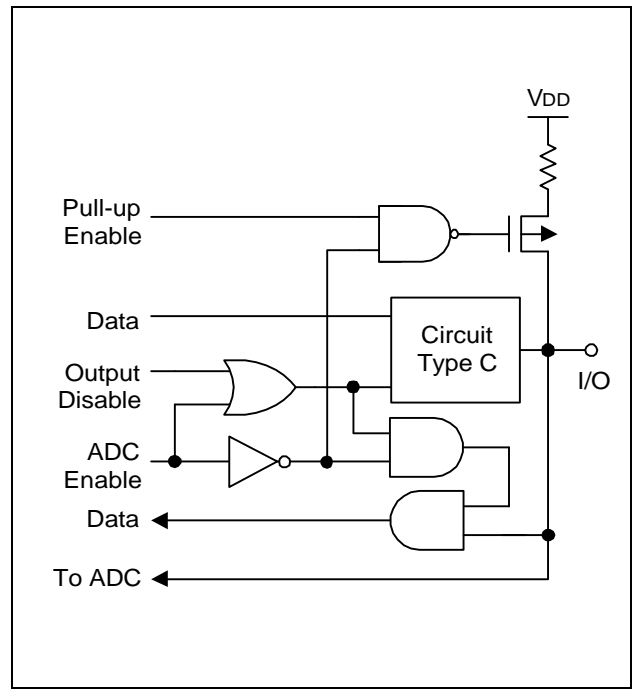 VDD
Pull-up
Enable
Data
Circuit
Type C
Output
Disable
I/O
ADC
Enable
Data
To ADC